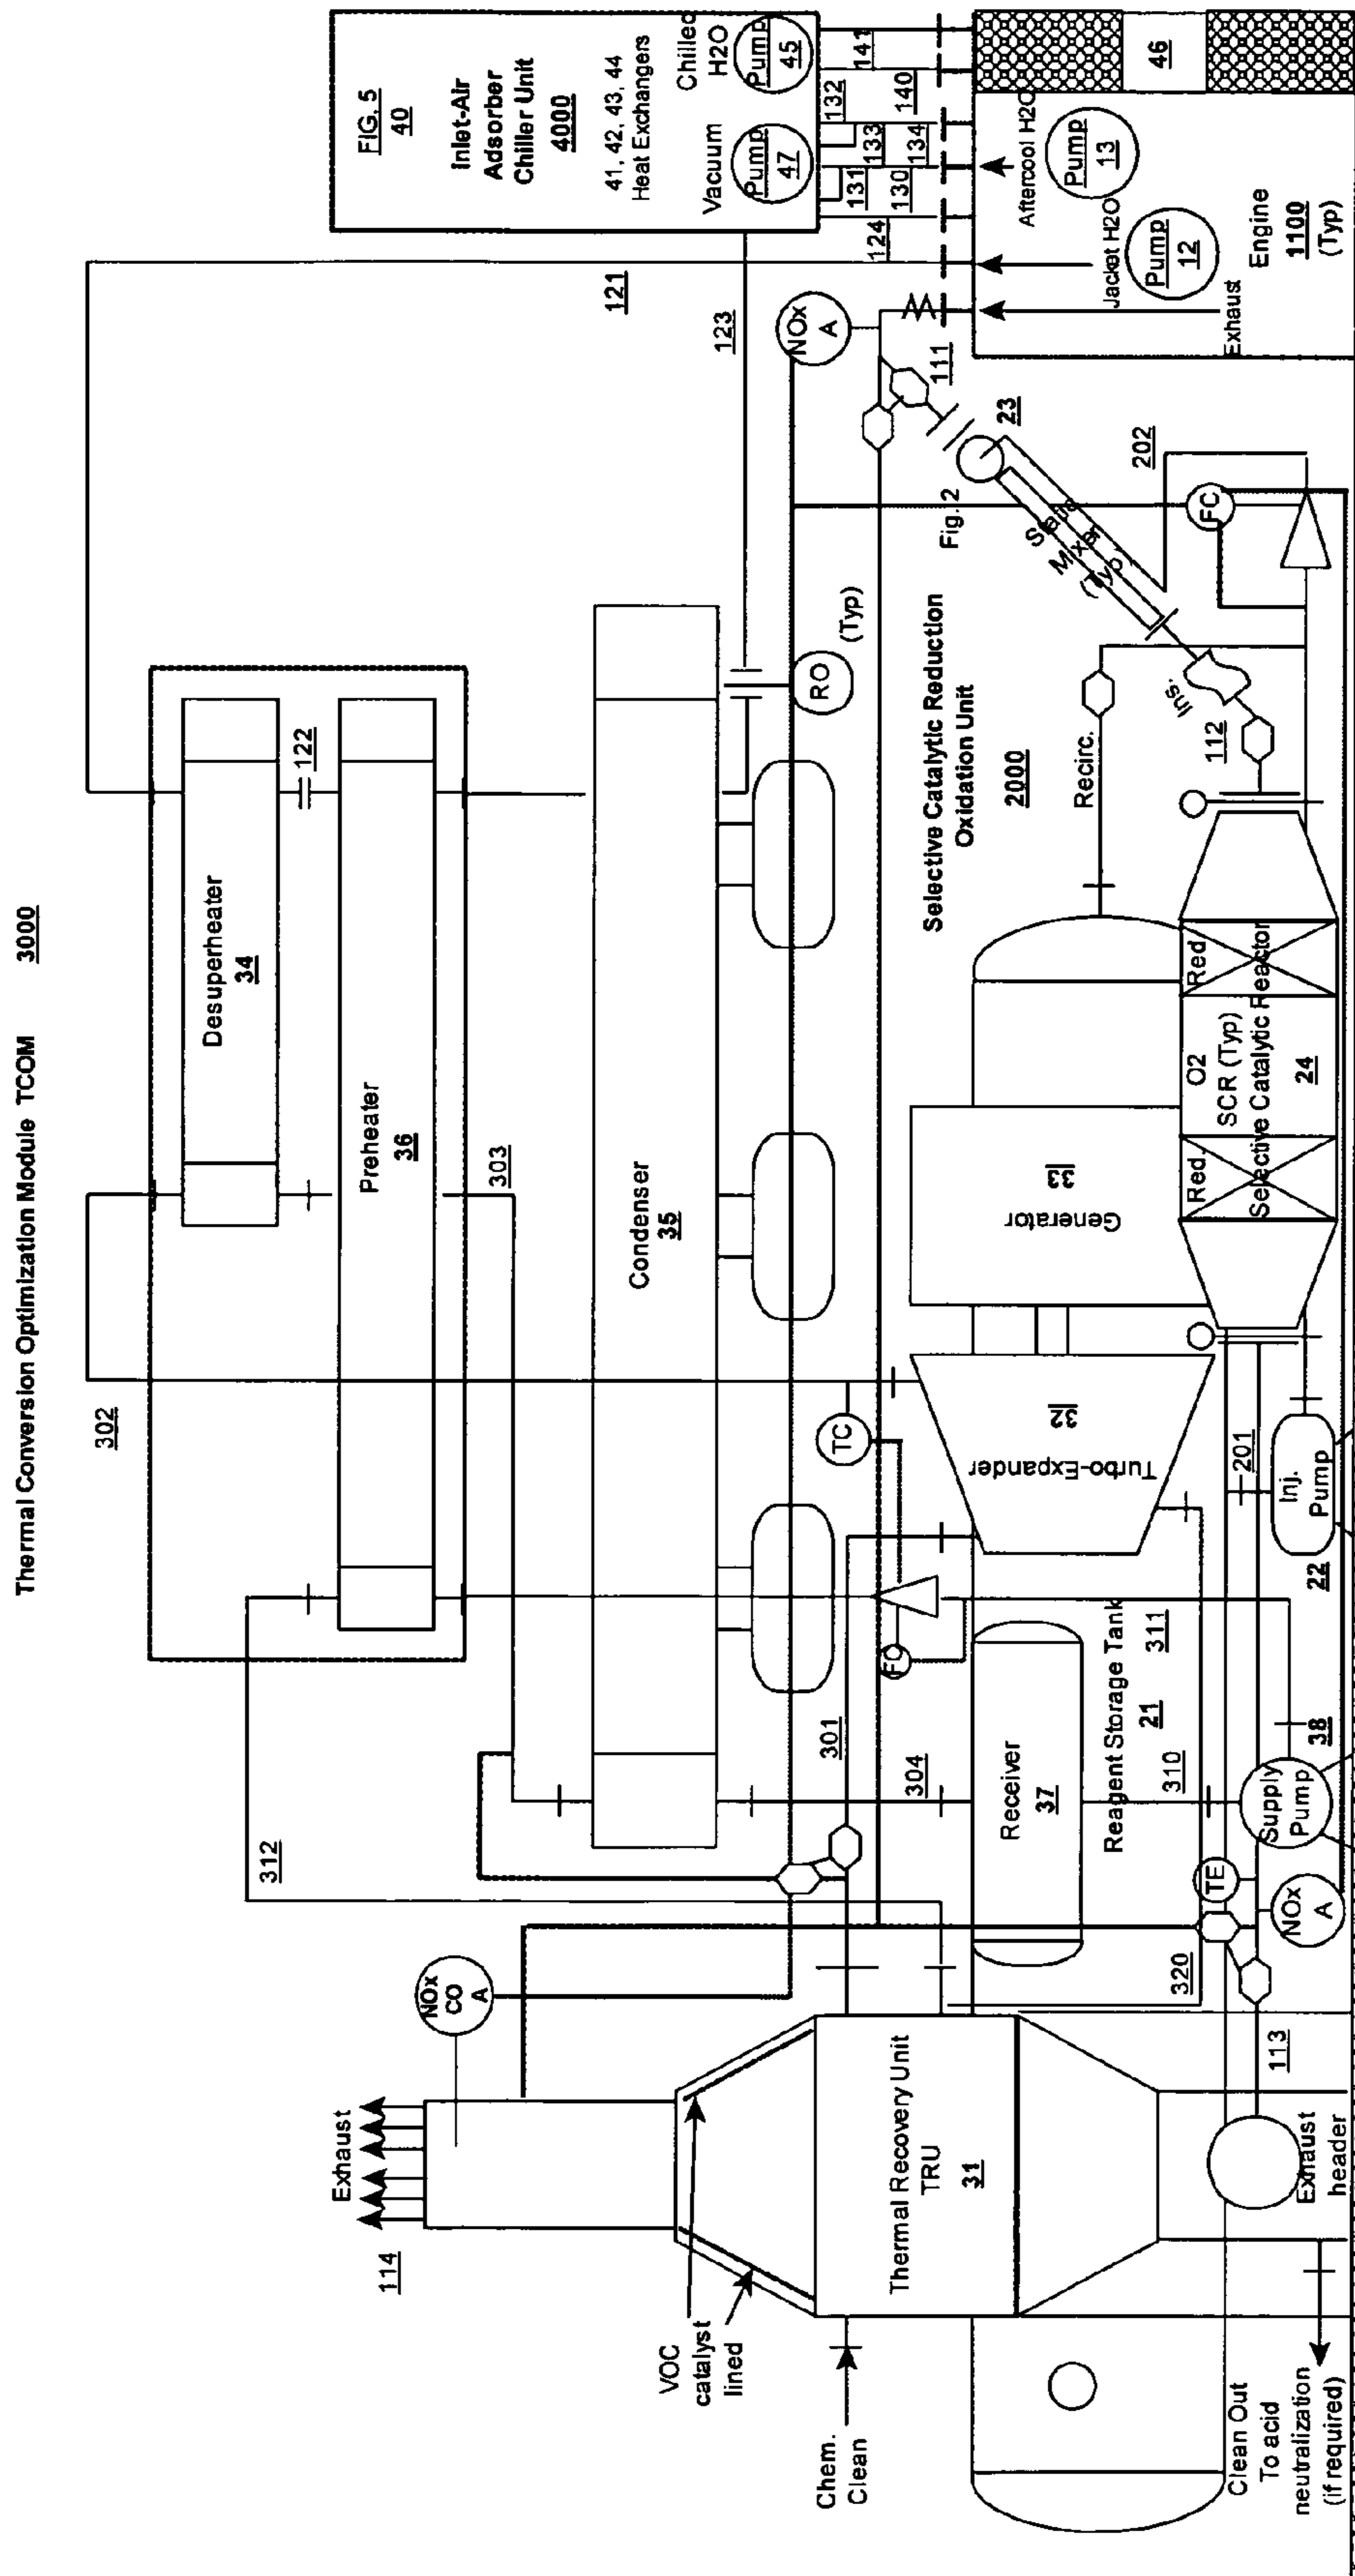 Thermal Conversion Optimization Module TCOM 3000
302
312
Desuperheater
34
122
Preheater
36
303
121
123
FIG. 5
40
Inlet-Air
Adsorber
Chiller Unit
4000
41, 42, 43, 44
Heat Exchangers
Vacuum
Pump
47
Chilled
H2O
Pump
45
124
131
130
133
134
132
140
141
46
Aftercool H2O
Pump
13
Jacket H2O
Pump
12
Engine
1100
(Typ)
Exhaust
Exhaust
114
NOx
CO
A
VOC
catalyst
lined
Chem.
Clean
Thermal Recovery Unit
TRU
31
Condenser
35
RO
(Typ)
NOx
A
111
23
Fig. 2
Static
Mixer
(Typ)
202
FC
Ins.
112
Selective Catalytic Reduction
Oxidation Unit
2000
Recirc.
301
304
TC
FC
Receiver
37
Reagent Storage Tank
21
310
311
Turbo-Expander
32
Generator
33
Red.
O2
Red
SCR (Typ)
Selective Catalytic Reactor
24
201
Inj.
Pump
22
Supply
Pump
38
TE
NOx
A
320
113
Exhaust
header
Clean Out
To acid
neutralization
(if required)